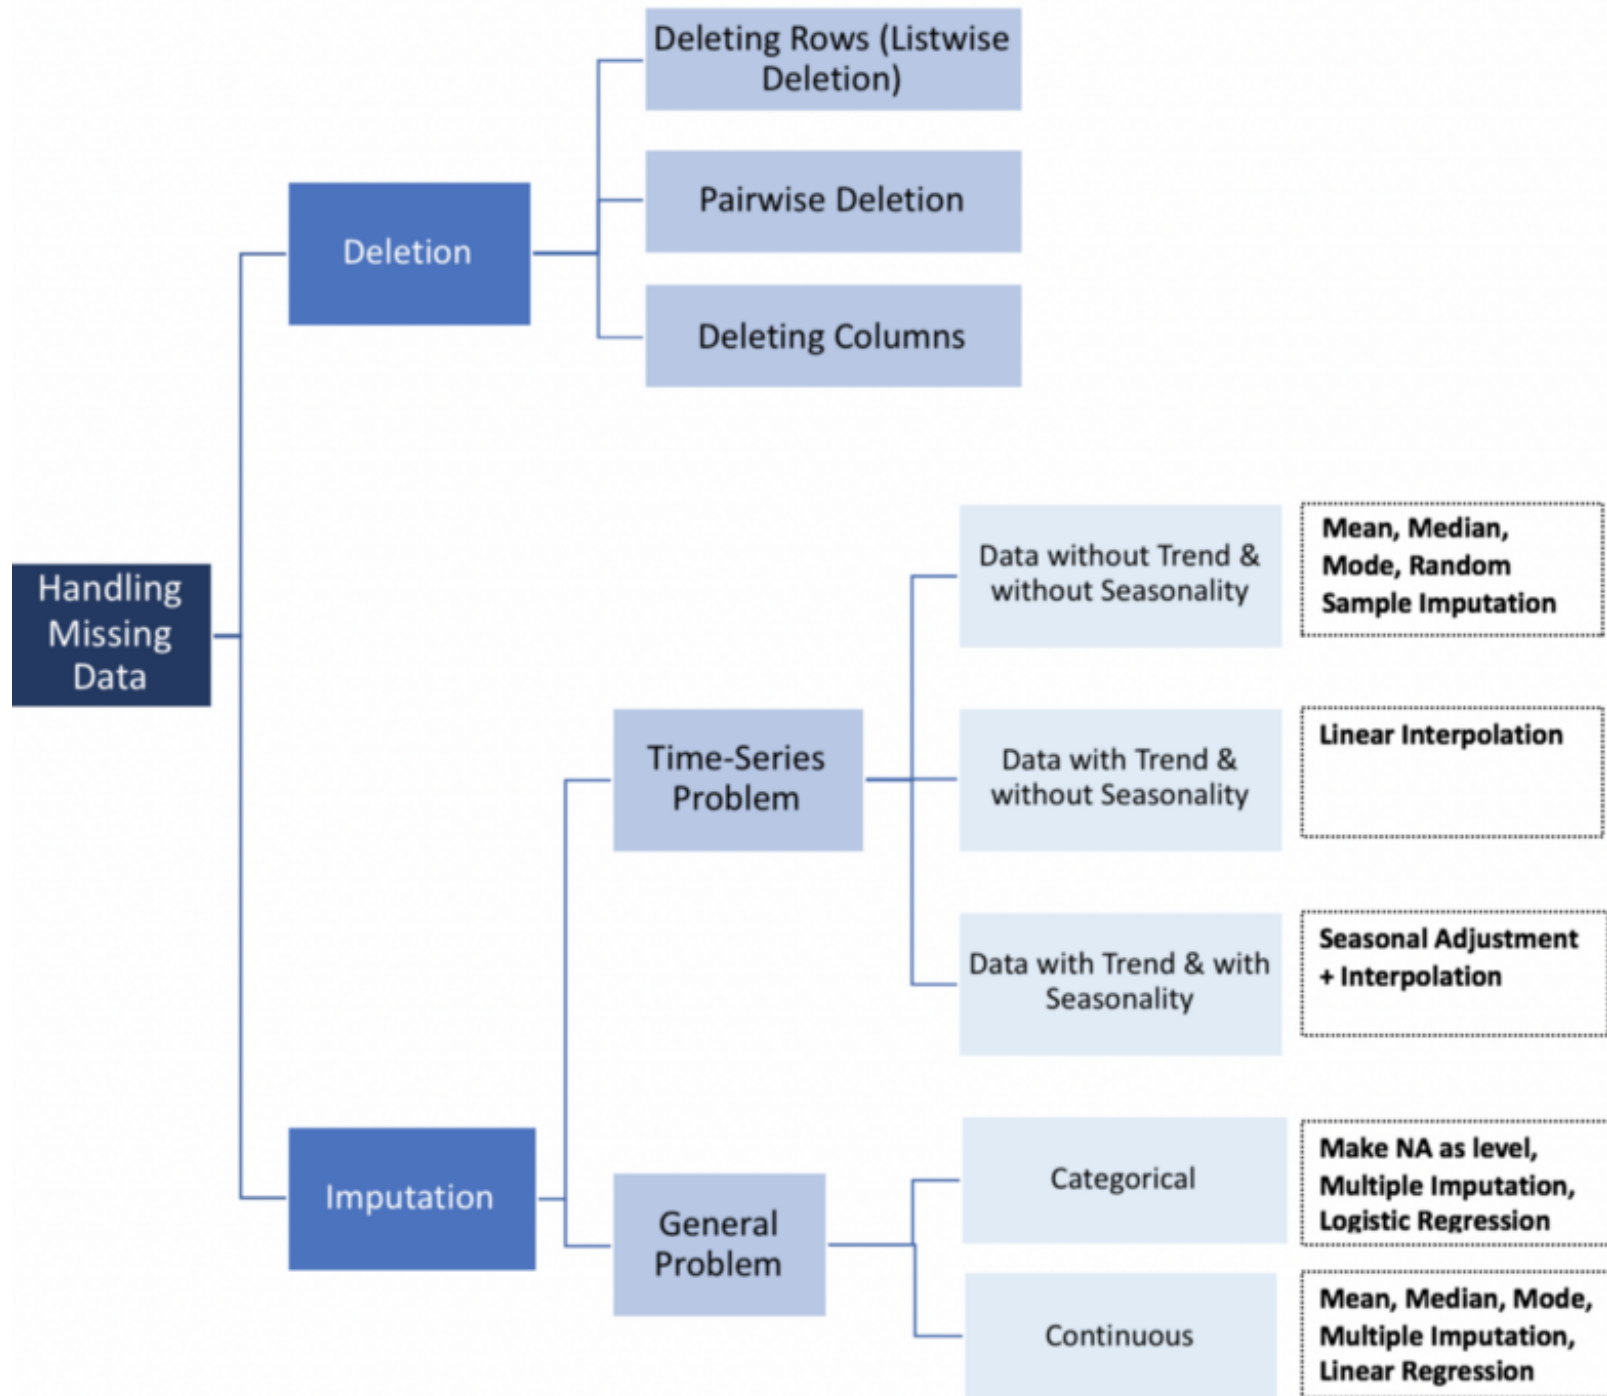 Deleting Rows (Listwise
Deletion)
Pairwise Deletion
Deletion
Deleting Columns
Handling
Missing
Data
Data without Trend &
without Seasonality
Mean, Median,
Mode, Random
Sample Imputation
Time-Series
Problem
Data with Trend &
without Seasonality
Linear Interpolation
Data with Trend & with
Seasonality
Seasonal Adjustment
+ Interpolation
Imputation
General
Problem
Categorical
Make NA as level,
Multiple Imputation,
Logistic Regression
Continuous
Mean, Median, Mode,
Multiple Imputation,
Linear Regression